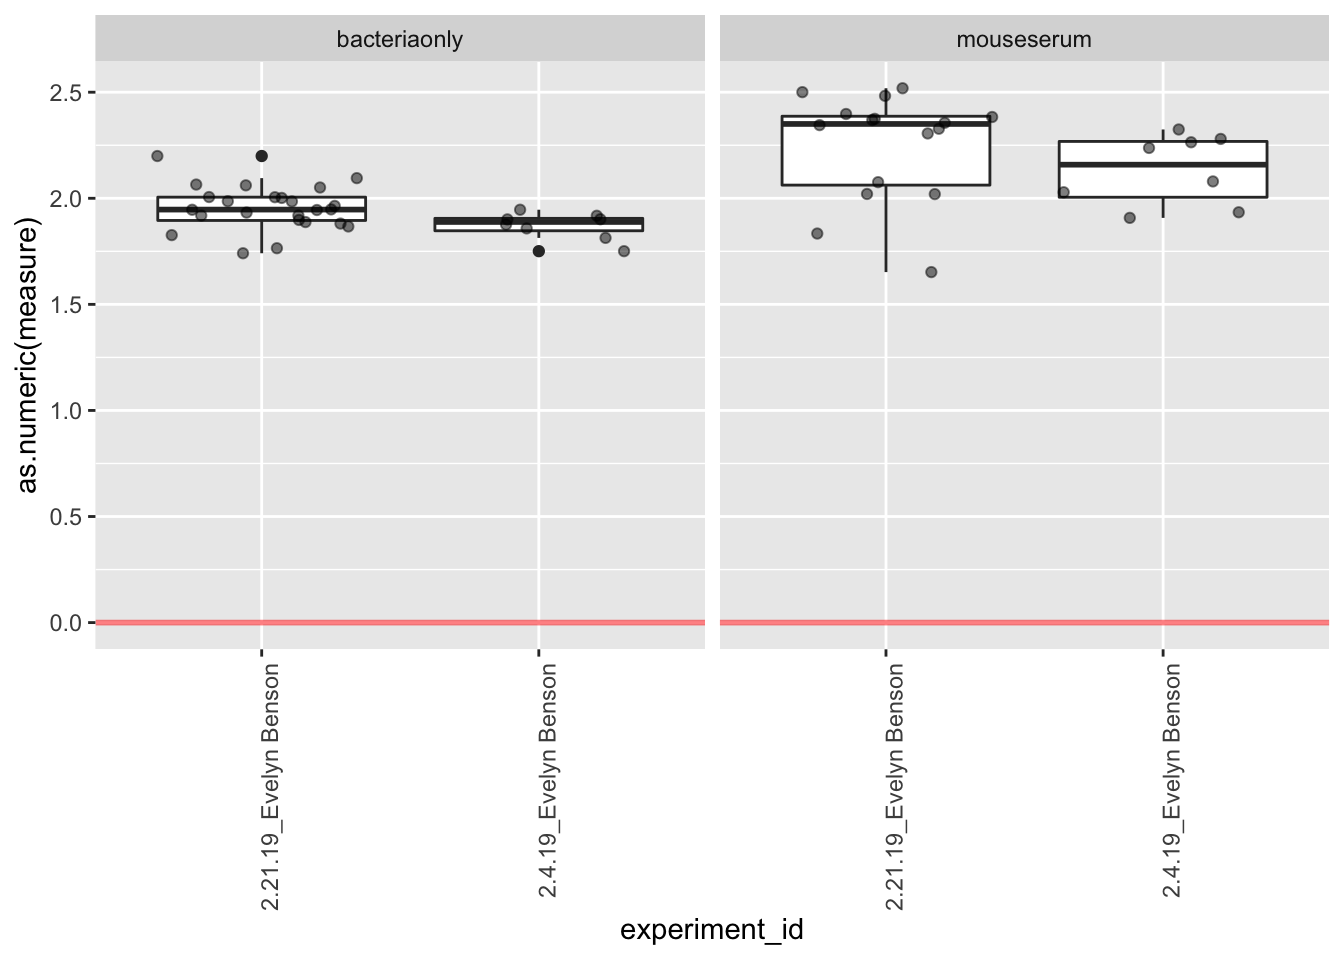 bacteriaonly
mouseserum
as.numeric(measure)
2.5
2.0
1.5
1.0
0.5
0.0
2.21.19_Evelyn Benson
2.4.19_Evelyn Benson
2.21.19_Evelyn Benson
2.4.19_Evelyn Benson
experiment_id